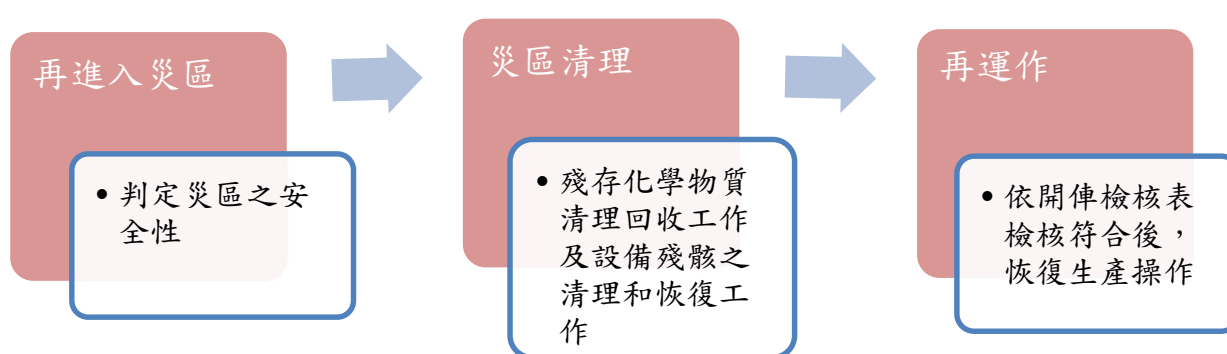 再進入災區
• 判定災區之安
全性
災區清理
• 殘存化學物質
清理回收工作
及設備殘骸之
清理和恢復工
作
再運作
• 依開俥檢核表
檢核符合後，
恢復生產操作